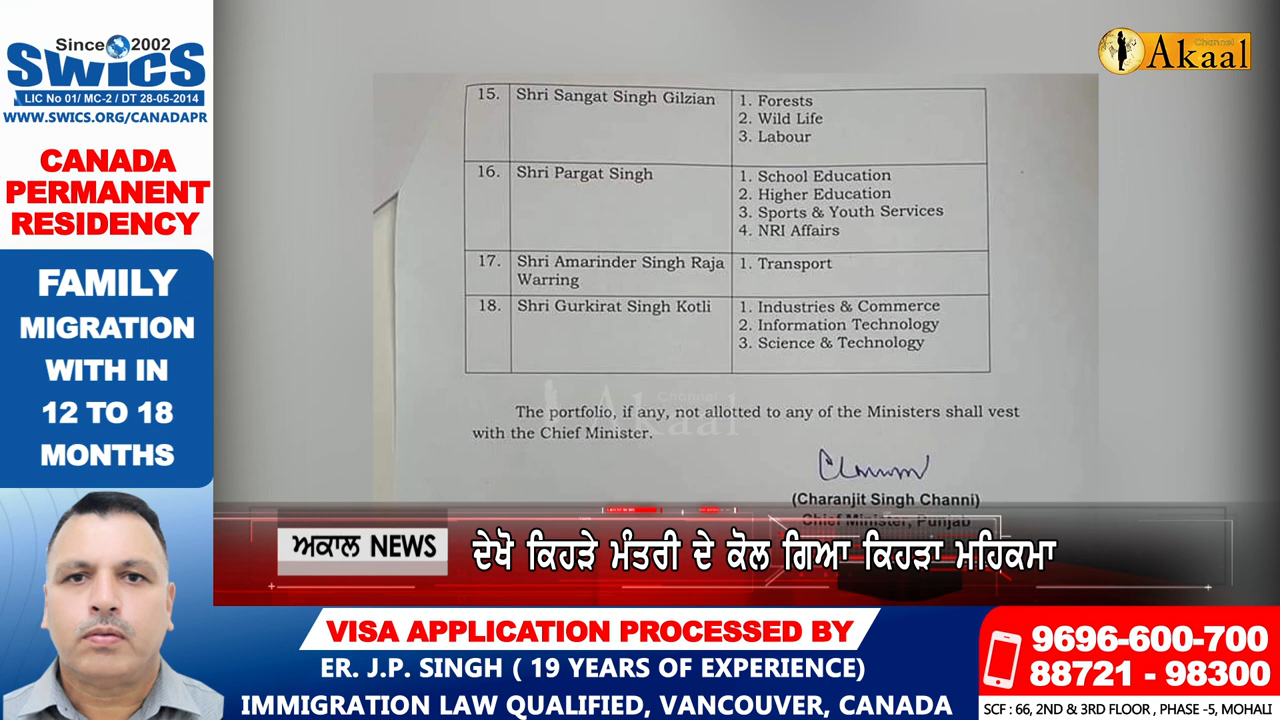 Since 2002
SWICS
LIC No 01/ MC-2 / DT 28-05-2014
WWW.SWICS.ORG/CANADAPR
CANADA
PERMANENT
RESIDENCY
FAMILY
MIGRATION
WITH IN
12 TO 18
MONTHS
Channel
Akaal
15. Shri Sangat Singh Gilzian 1. Forests
2. Wild Life
3. Labour
16. Shri Pargat Singh 1. School Education
2. Higher Education
3. Sports & Youth Services
4. NRI Affairs
17. Shri Amarinder Singh Raja 1. Transport
Warring
18. Shri Gurkirat Singh Kotli 1. Industries & Commerce
2. Information Technology
3. Science & Technology
Channel
Akaal
The portfolio, if any, not allotted to any of the Ministers shall vest
with the Chief Minister.
(Charanjit Singh Channi)
Chief Minister, Punjab
ਅਕਾਲ NEWS
ਦੇਖੋ ਕਿਹੜੇ ਮੰਤਰੀ ਦੇ ਕੋਲ ਗਿਆ ਕਿਹੜਾ ਮਹਿਕਮਾ
VISA APPLICATION PROCESSED BY
ER. J.P. SINGH ( 19 YEARS OF EXPERIENCE)
IMMIGRATION LAW QUALIFIED, VANCOUVER, CANADA
9696-600-700
88721 - 98300
SCF : 66, 2ND & 3RD FLOOR , PHASE -5, MOHALI